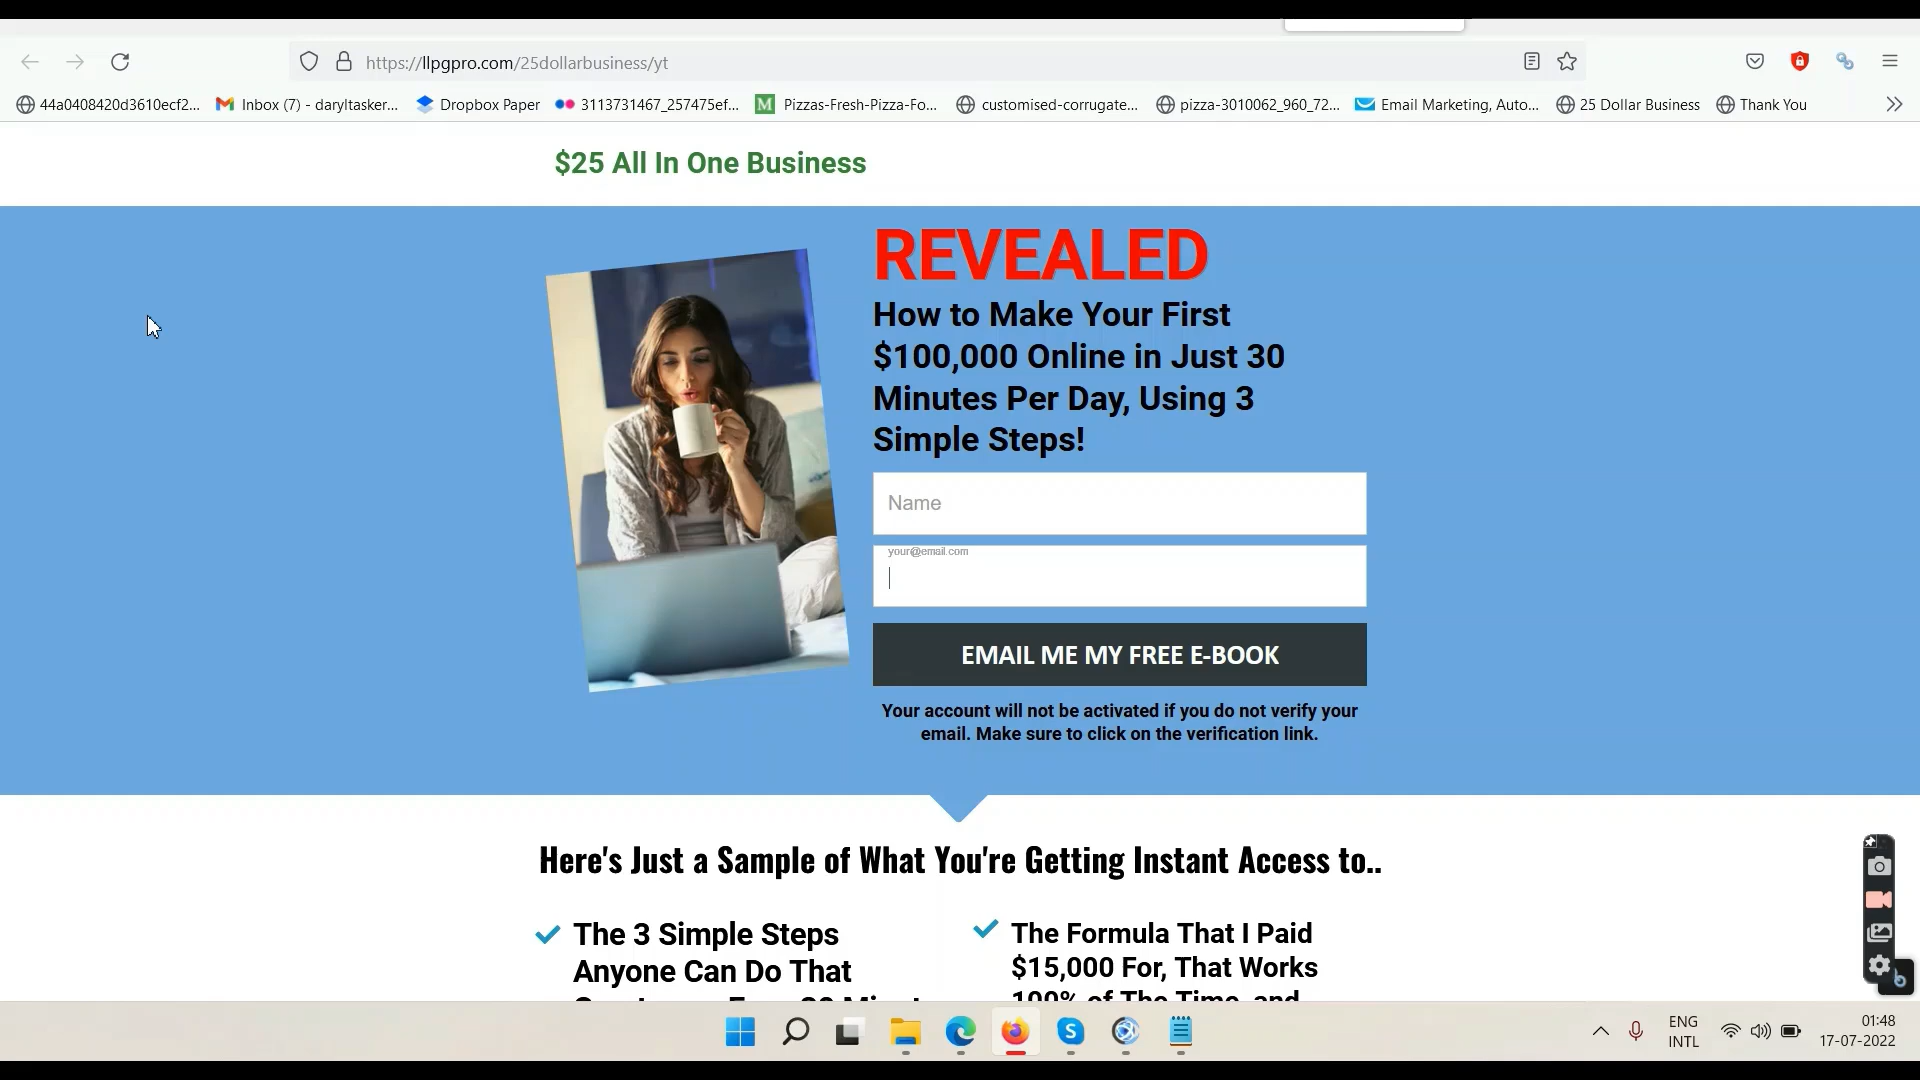 https://llpgpro.com/25dollarbusiness/yt
44a0408420d3610ecf2... Inbox (7) - daryltasker... Dropbox Paper 3113731467_257475ef... M Pizzas-Fresh-Pizza-Fo... customised-corrugate... pizza-3010062_960_72... Email Marketing, Auto... 25 Dollar Business Thank You
$25 All In One Business
REVEALED
How to Make Your First
$100,000 Online in Just 30
Minutes Per Day, Using 3
Simple Steps!
Name
your@email.com
EMAIL ME MY FREE E-BOOK
Your account will not be activated if you do not verify your
email. Make sure to click on the verification link.
Here's Just a Sample of What You're Getting Instant Access to..
The 3 Simple Steps
Anyone Can Do That
The Formula That I Paid
$15,000 For, That Works
100% of The Time, and
ENG
INTL
01:48
17-07-2022